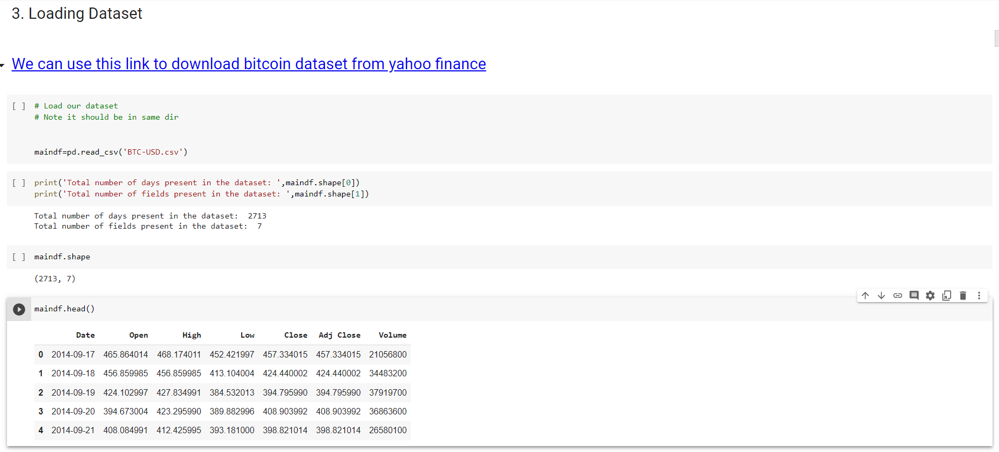 3. Loading Dataset
We can use this link to download bitcoin dataset from yahoo finance
[ ] # Load our dataset
# Note it should be in same dir
maindf=pd.read_csv('BTC-USD.csv')
[ ] print('Total number of days present in the dataset: ',maindf.shape[0])
print('Total number of fields present in the dataset: ',maindf.shape[1])
Total number of days present in the dataset:  2713
Total number of fields present in the dataset:  7
[ ] maindf.shape
(2713, 7)
maindf.head()
Date Open High Low Close Adj Close Volume
0 2014-09-17 465.864014 468.174011 452.421997 457.334015 457.334015 21056800
1 2014-09-18 456.859985 456.859985 413.104004 424.440002 424.440002 34483200
2 2014-09-19 424.102997 427.834991 384.532013 394.795990 394.795990 37919700
3 2014-09-20 394.673004 423.295990 389.882996 408.903992 408.903992 36863600
4 2014-09-21 408.084991 412.425995 393.181000 398.821014 398.821014 26580100